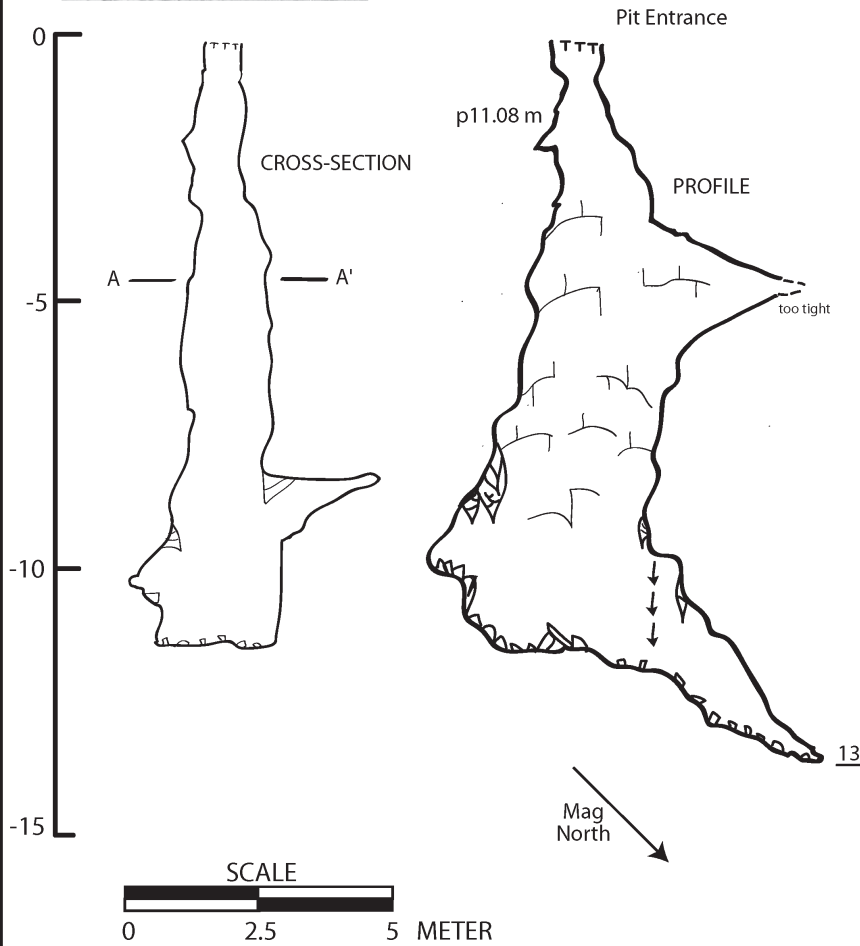 Pit Entrance
0
p11.08 m
CROSS-SECTION
PROFILE
A
A'
-5
too tight
-10
13
Mag
North
-15
SCALE
0
2.5
5
METER